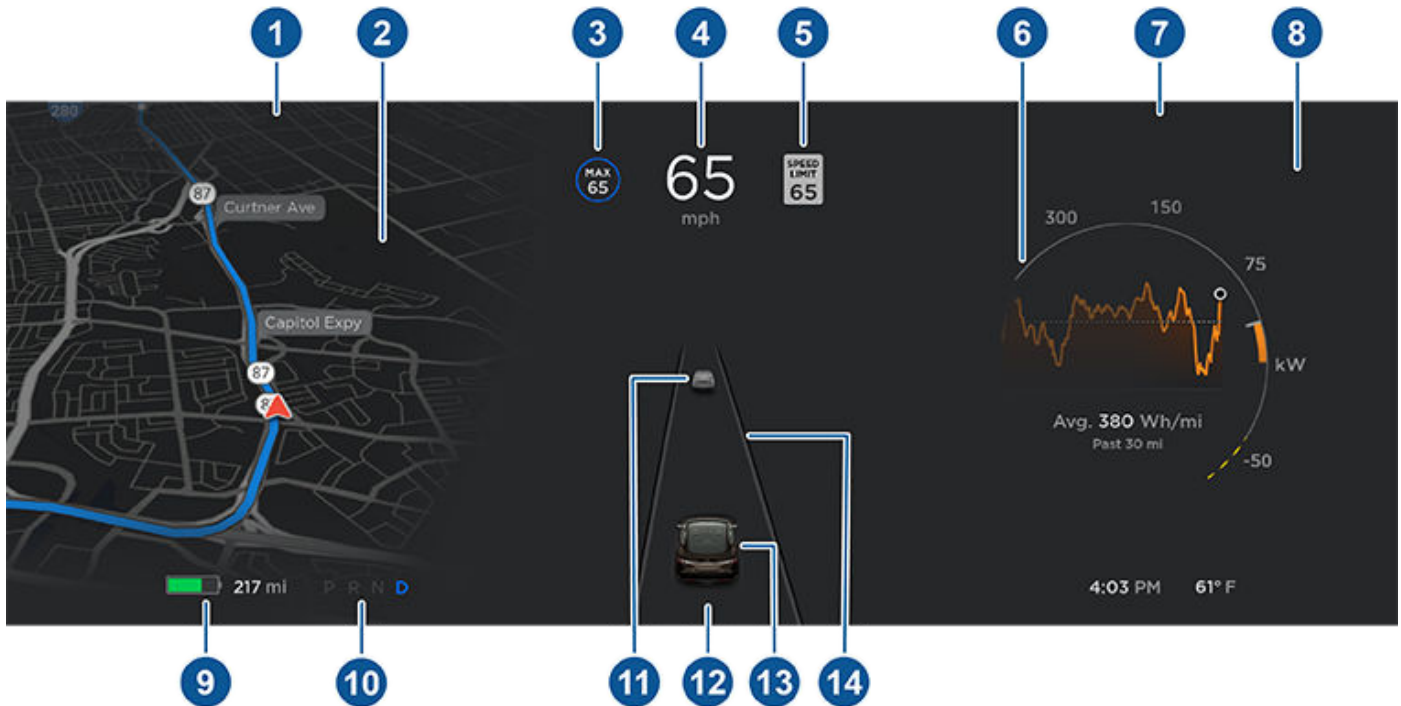 1 2 3 4 5 6 7 8
280
87
Curtner Ave
Capitol Expy
87
8
MAX
65
65
mph
SPEED
LIMIT
65
300 150
75
kW
-50
Avg. 380 Wh/mi
Past 30 mi
217 mi P R N D
4:03 PM 61° F
9 10 11 12 13 14